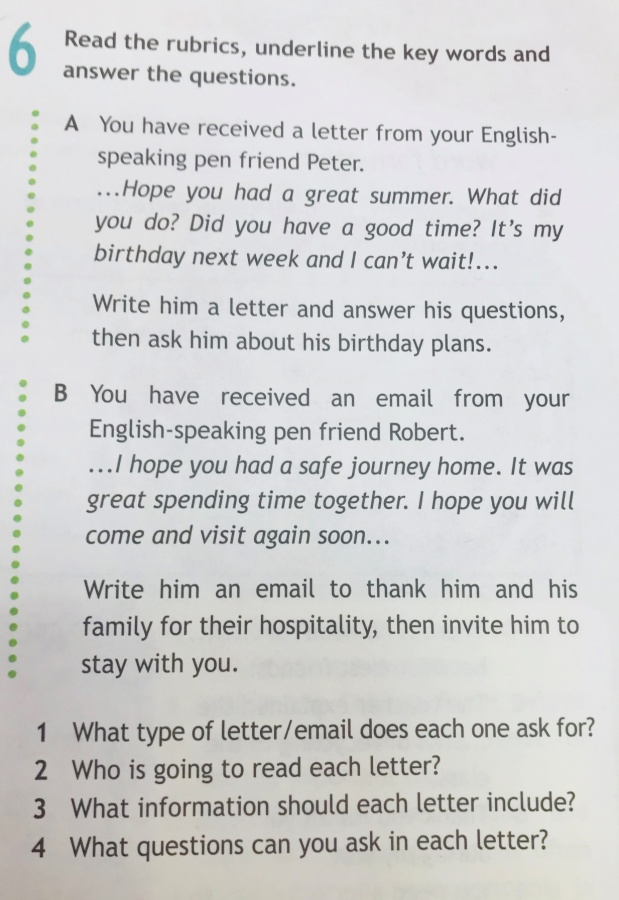 6 Read the rubrics, underline the key words and
answer the questions.
A You have received a letter from your English-
speaking pen friend Peter.
...Hope you had a great summer. What did
you do? Did you have a good time? It's my
birthday next week and I can't wait!...
Write him a letter and answer his questions,
then ask him about his birthday plans.
B You have received an email from your
English-speaking pen friend Robert.
...I hope you had a safe journey home. It was
great spending time together. I hope you will
come and visit again soon...
Write him an email to thank him and his
family for their hospitality, then invite him to
stay with you.
1 What type of letter/email does each one ask for?
2 Who is going to read each letter?
3 What information should each letter include?
4 What questions can you ask in each letter?